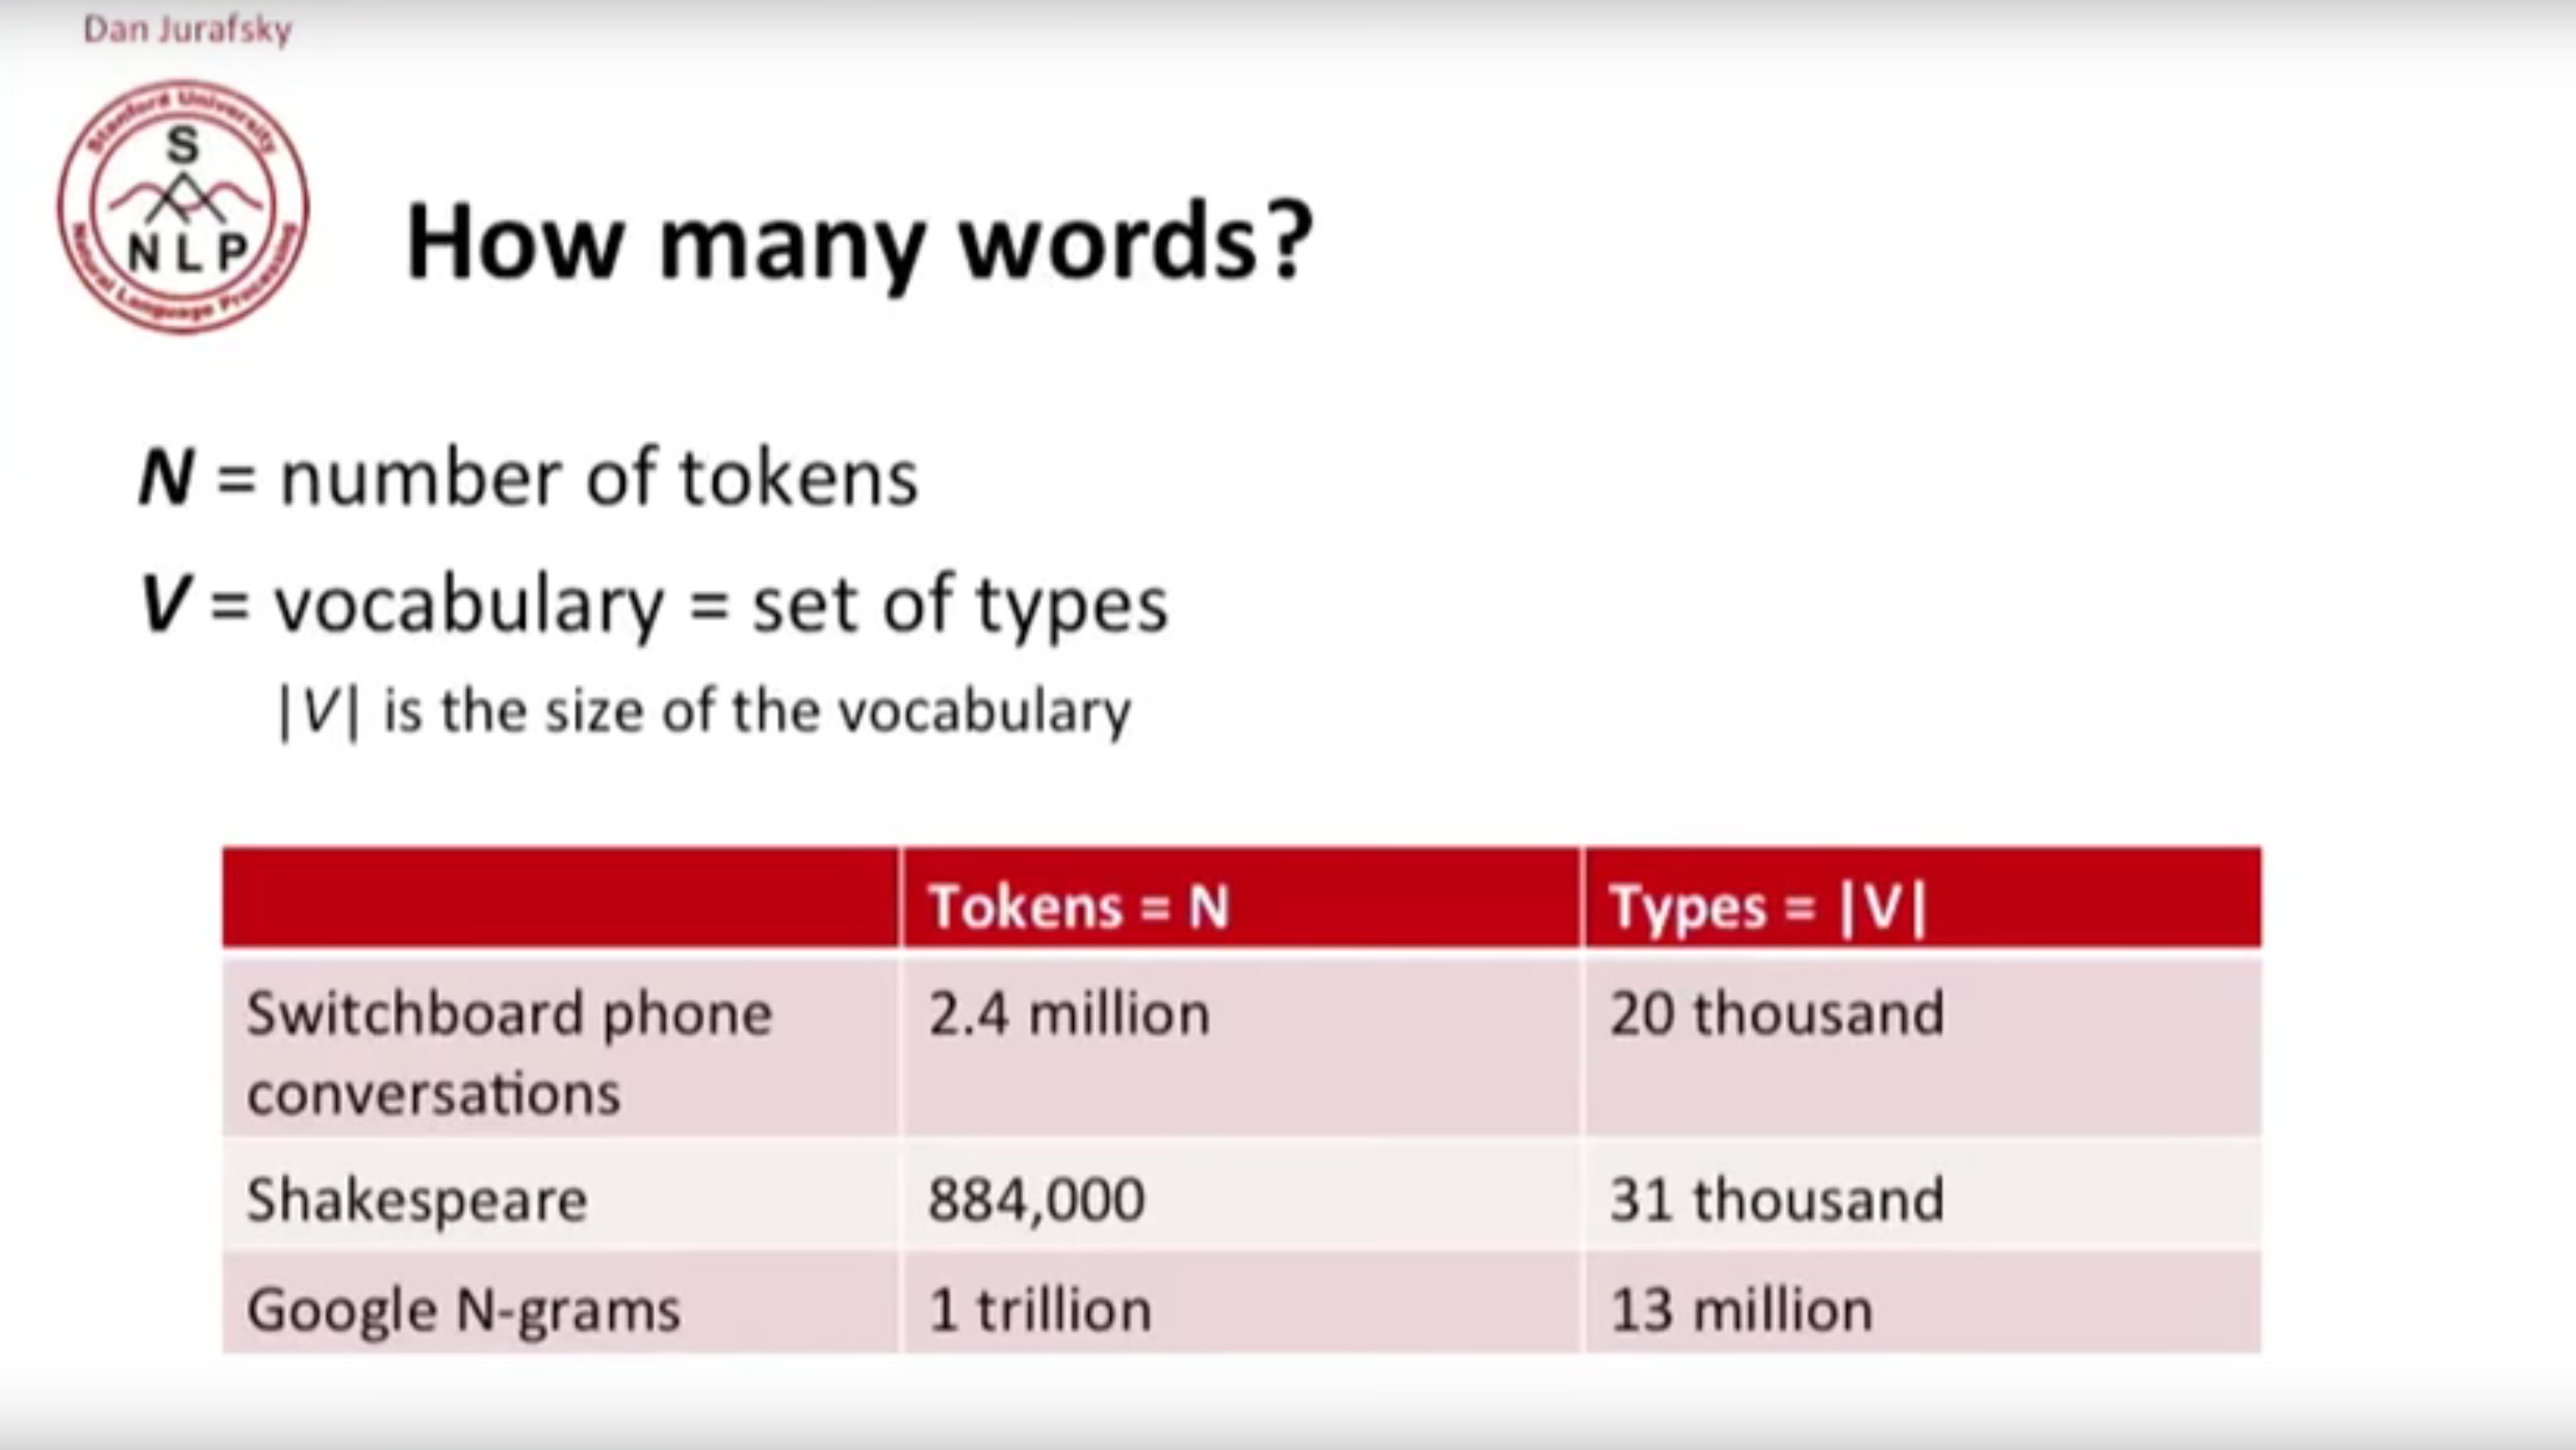 Dan Jurafsky
Stanford University
S
N L P
Natural Language Processing
How many words?
N = number of tokens
V = vocabulary = set of types
|V| is the size of the vocabulary
Tokens = N Types = |V|
Switchboard phone 2.4 million 20 thousand
conversations
Shakespeare 884,000 31 thousand
Google N-grams 1 trillion 13 million